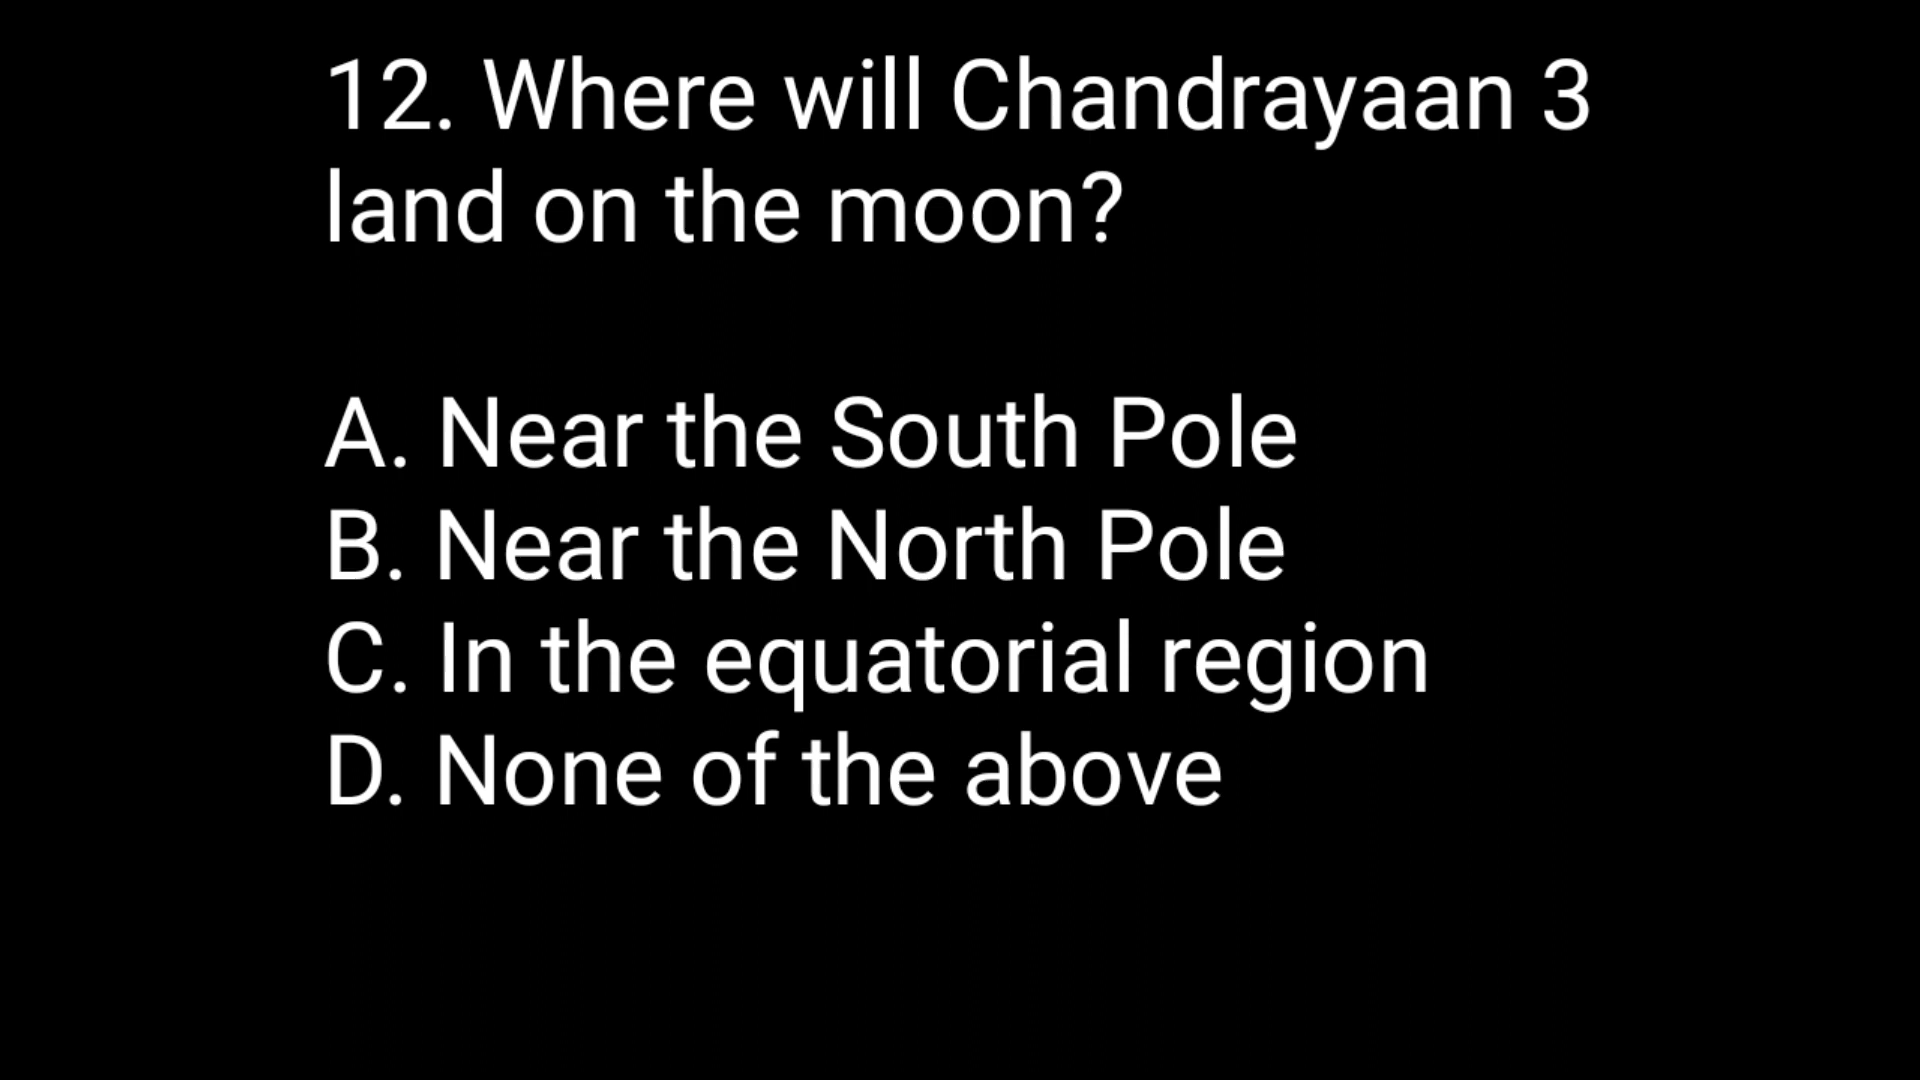 12. Where will Chandrayaan 3
land on the moon?
A. Near the South Pole
B. Near the North Pole
C. In the equatorial region
D. None of the above